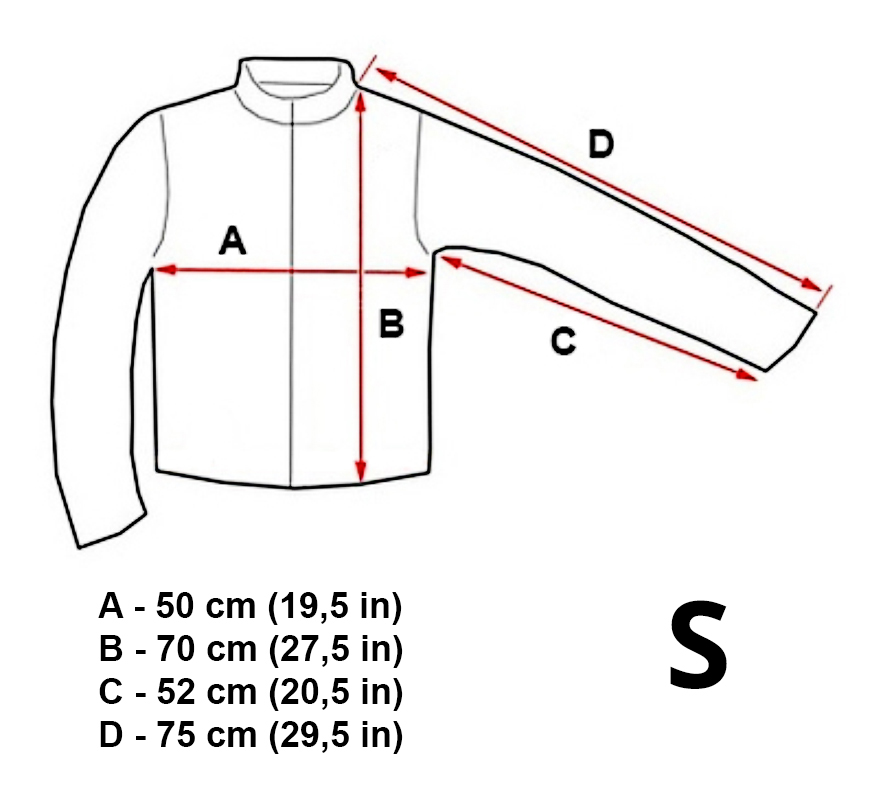 D
A
B
C
A - 50 cm (19,5 in)
B - 70 cm (27,5 in)
C - 52 cm (20,5 in)
D - 75 cm (29,5 in)
S